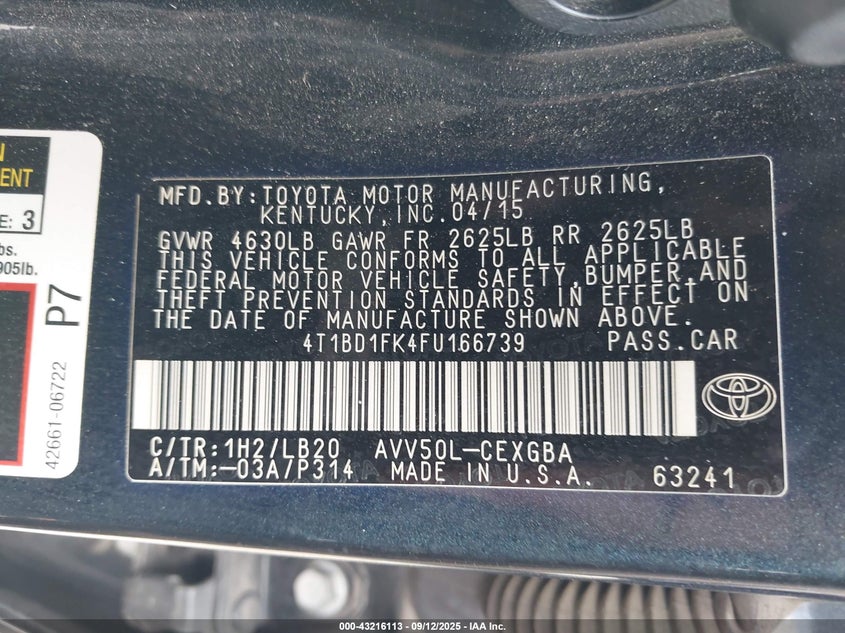 N
ENT
E: 3
bs.
905lb.
P7
42661-06722
MFD.BY:TOYOTA MOTOR MANUFACTURING,
KENTUCKY,INC.04/15
GVWR 4630LB GAWR FR 2625LB RR 2625LB
THIS VEHICLE CONFORMS TO ALL APPLICABLE
FEDERAL MOTOR VEHICLE SAFETY,BUMPER,AND
THEFT PREVENTION STANDARDS IN EFFECT ON
THE DATE OF MANUFACTURE SHOWN ABOVE.
4T1BD1FK4FU166739 PASS.CAR
C/TR:1H2/LB20 AVV50L-CEXGBA
A/TM:-03A/P314 MADE IN U.S.A. 63241
000-43216113 - 09/12/2025 - IAA Inc.